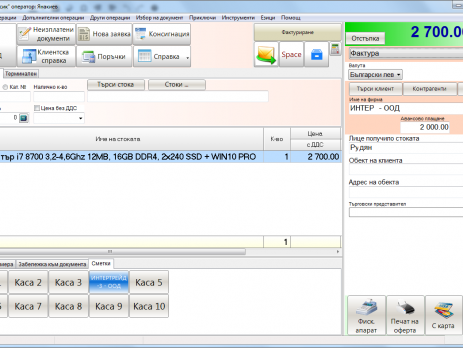 сик" оператор: Янакиев
ерации Допълнителни операции Други операции Избор на документ Приключи Инструменти Езици Помощ
Неизплатени документи
Нова заявка
Консигнация
Клиентска справка
Поръчки
Справка
Фактуриране
Space
2 700.00
Отстъпка
Фактура
Валута
Български лев
Терминален
Кат. №
Налично к-во
Търси стока
Стоки ...
Цена без ДДС
0
Търси клиент
Контрагенти
Име на фирма
ИНТЕР - ООД
Авансово плащане
2 000.00
Лице получило стоката
Рудян
Обект на клиента
Адрес на обекта
Търговски представител
Име на стоката
К-во
Цена
с ДДС
тър i7 8700 3,2-4,6Ghz 12MB, 16GB DDR4, 2x240 SSD + WIN10 PRO 1 2 700.00
1
мера Забележка към документа Сметки
Каса 2
Каса 3
Каса 5
Каса 7
Каса 8
Каса 9
Каса 10
Фиск. апарат
Печат на оферта
С карта